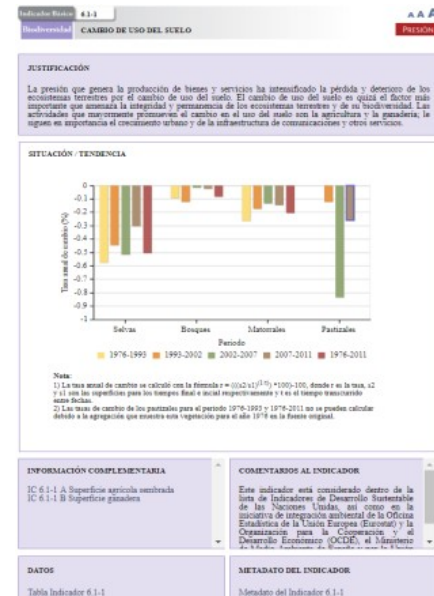 Indicador Básico 6.1-1
A A A
Biodiversidad CAMBIO DE USO DEL SUELO
PRESIÓN
JUSTIFICACIÓN
La presión que genera la producción de bienes y servicios ha intensificado la pérdida y deterioro de los
ecosistemas terrestres por el cambio de uso del suelo. El cambio de uso del suelo es quizá el factor más
importante que amenaza la integridad y permanencia de los ecosistemas terrestres y de su biodiversidad. Las
actividades que mayormente promueven el cambio en el uso del suelo son la agricultura y la ganadería; le
siguen en importancia el crecimiento urbano y de la infraestructura de comunicaciones y otros servicios.
SITUACIÓN / TENDENCIA
Tasa anual de cambio (%)
0
-0.1
-0.2
-0.3
-0.4
-0.5
-0.6
-0.7
-0.8
-0.9
-1
Selvas Bosques Matorrales Pastizales
Periodo
1976-1993 1993-2002 2002-2007 2007-2011 1976-2011
Nota:
1) La tasa anual de cambio se calculó con la fórmula r = (((s2/s1)(1/t)) *100)-100, donde r es la tasa, s2
y s1 son las superficies para los tiempos final e inicial respectivamente y t es el tiempo transcurrido
entre fechas.
2) Las tasas de cambio de los pastizales para el periodo 1976-1993 y 1976-2011 no se pueden calcular
debido a la agregación que muestra esta vegetación para el año 1976 en la fuente original.
INFORMACIÓN COMPLEMENTARIA
IC 6.1-1 A Superficie agrícola sembrada
IC 6.1-1 B Superficie ganadera
COMENTARIOS AL INDICADOR
Este indicador está considerado dentro de la
lista de Indicadores de Desarrollo Sustentable
de las Naciones Unidas, así como en la
iniciativa de integración ambiental de la Oficina
Estadística de la Unión Europea (Eurostat) y la
Organización para la Cooperación y el
Desarrollo Económico (OCDE), el Ministerio
de Medio Ambiente de España y por la Unión
DATOS
Tabla Indicador 6.1-1
METADATO DEL INDICADOR
Metadato del Indicador 6.1-1